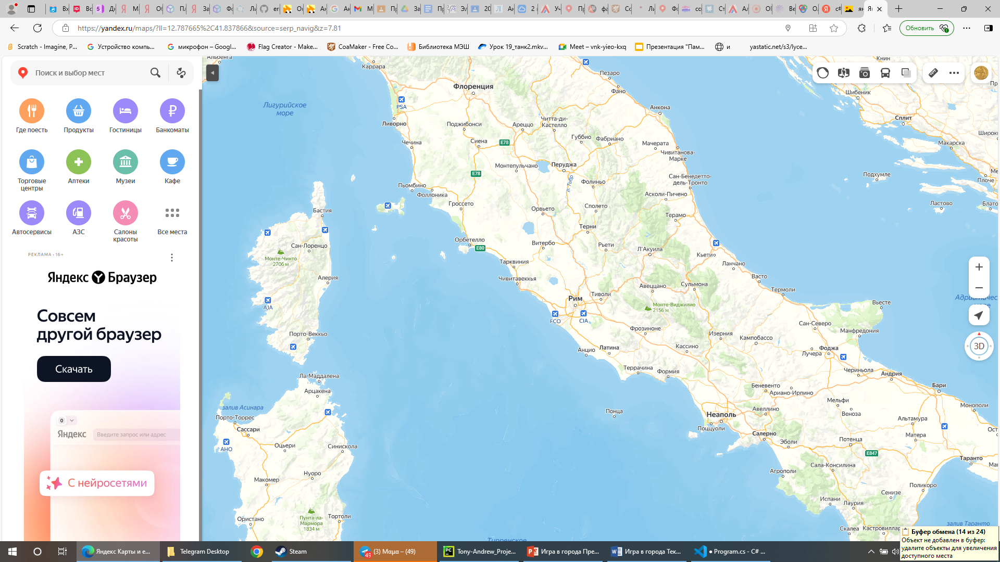 https://yandex.ru/maps/?ll=12.787665%2C41.837866&source=serp_navig&z=7.81
Обновить
Scratch - Imagine, P...
Устройство компь...
микрофон – Googl...
Flag Creator - Make...
CoaMaker - Free Co...
Библиотека МЭШ
Урок 19_танк2.mkv...
Meet – vnk-yieo-kxq
Презентация "Пам...
и
yastatic.net/s3/lyce...
Поиск и выбор мест
Где поесть
Продукты
Гостиницы
Банкоматы
Торговые
центры
Аптеки
Музеи
Кафе
Автосервисы
АЗС
Салоны
красоты
Все места
РЕКЛАМА • 16+
Яндекс Браузер
Совсем
другой браузер
Скачать
0
Яндекс
Введите запрос или адрес
С нейросетями
Альбенга
Каррара
Флоренция
Пезаро
Фано
Книн
Шибеник
Лигурийское
море
PSA
Ливорно
Поджибонси
Ареццо
Читта-ди-
Кастелло
Анкона
Сплит
Чечина
Сиена
E78
Губбио
Фабриано
Мачерата
Чивитанова-
Марке
Макарска
E78
Монтепульчано
Перуджа
р. Тибр
Фолиньо
Сан-Бенедетто-
дель-Тронто
Подхумле
Плоче
Пьомбино
Фоллоника
Гроссето
Асколи-Пичено
Ластово
Бастия
Орвьето
Сполето
Терамо
Терни
Сан-Лоренцо
Монте-Чинто
2706 м
Орбетелло
E80
Витербо
Рьети
Л'Акуила
Кьети
Тарквиния
Ланчано
Алерия
Чивитавеккья
Авеццано
Сульмона
Васто
Термоли
AJA
Рим
Тиволи
FCO
CIA
Монте-Виджилио
2156 м
Вьесте
Порто-Веккьо
Фрозиноне
Изерния
Сан-Северо
Манфредония
Кампобассо
Анцио
Латина
Кассино
Лучера
Фоджа
3D
Террачина
Формия
Чериньола
Андрия
Ла-Маддалена
Арцакена
Беневенто
Ариано-Ирпино
Бари
залив Асинара
Порто-Торрес
Сассари
Понца
Неаполь
Авеллино
Мельфи
Веноза
Монополи
Поццуоли
Альтамура
Салерно
Матера
AHO
Оцьери
Синискола
Эболи
Потенца
E847
Таранто
Сала-Консилина
Макомер
Нуоро
Агрополи
Поликоро
Сенизе
Испани
Лаурия
Ористано
Пунта-ла-
Мармора
1834 м
Тортоли
Скалеа
залив Таранто
Буфер обмена (14 из 24)
Объект не добавлен в буфер:
удалите объекты для увеличения
доступного места
Яндекс Карты и е...
Telegram Desktop
Steam
(3) Мама – (49)
Tony-Andrew_Proje...
Игра в города Пре...
Игра в города Тек...
● Program.cs - C# ...